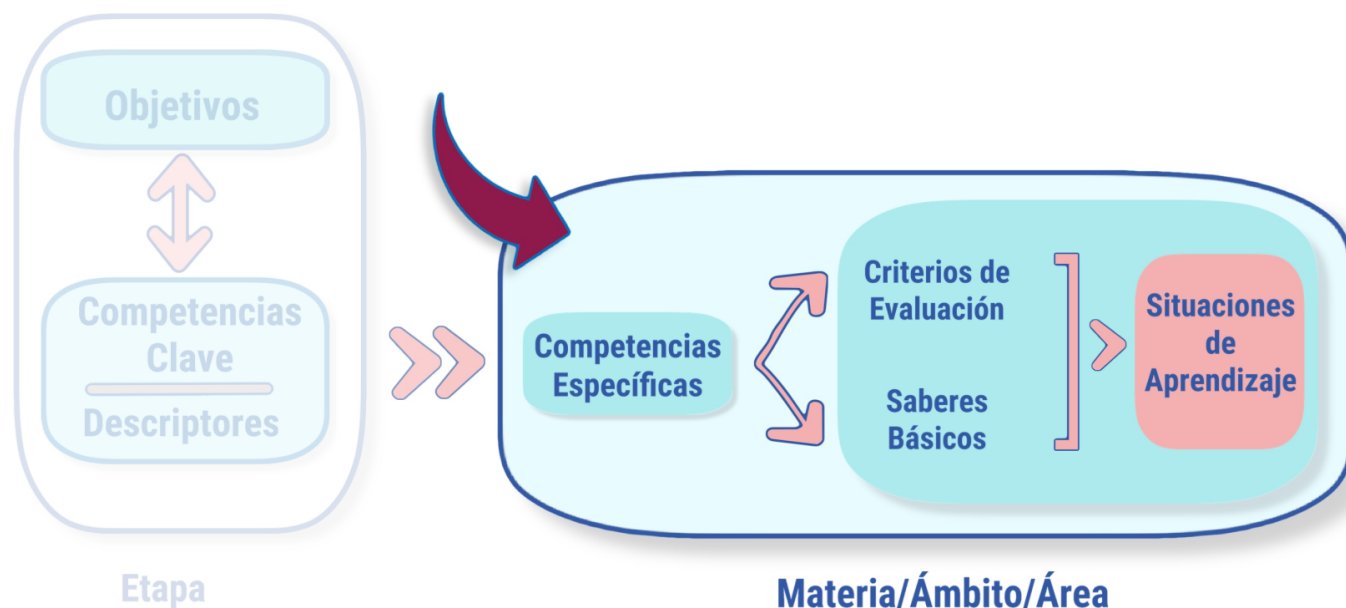 Objetivos
Competencias
Clave
Descriptores
Etapa
Competencias
Específicas
Criterios de
Evaluación
Saberes
Básicos
Situaciones
de
Aprendizaje
Materia/Ámbito/Área